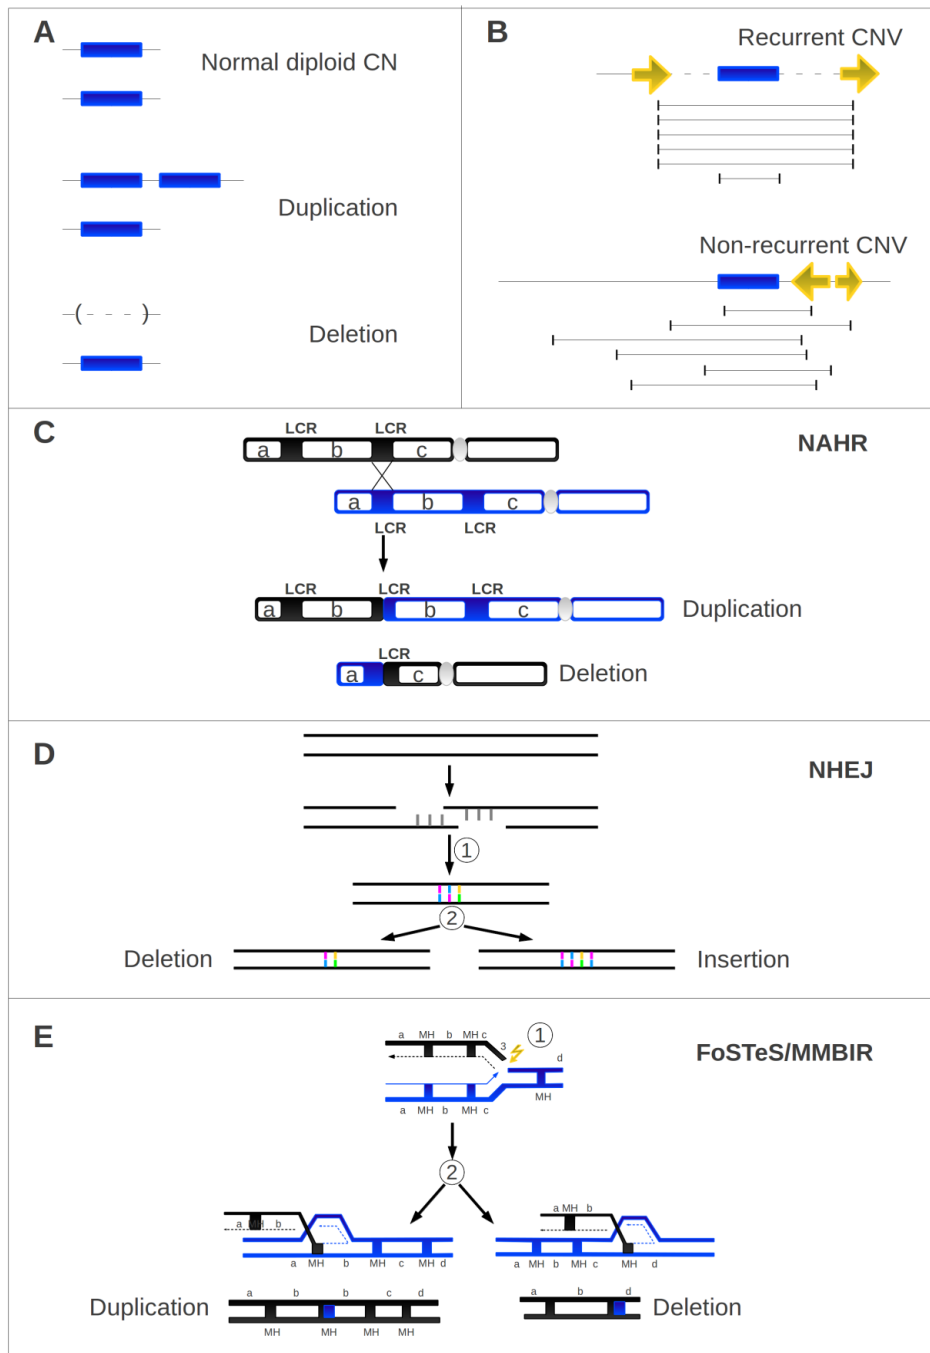 A
Normal diploid CN
Duplication
( )
Deletion
B
Recurrent CNV
Non-recurrent CNV
C
NAHR
LCR LCR
a b c
a b c
LCR LCR
LCR LCR LCR
a b b c
Duplication
LCR
a c
Deletion
D
NHEJ
1
2
Deletion
Insertion
E
FoSTeS/MMBIR
1
a MH b MH c 3
d
MH
a MH b MH c
2
a MH b
a MH b
a MH b c MH d
a MH b c MH d
a b b c d
Duplication
MH MH MH MH
a b d
Deletion